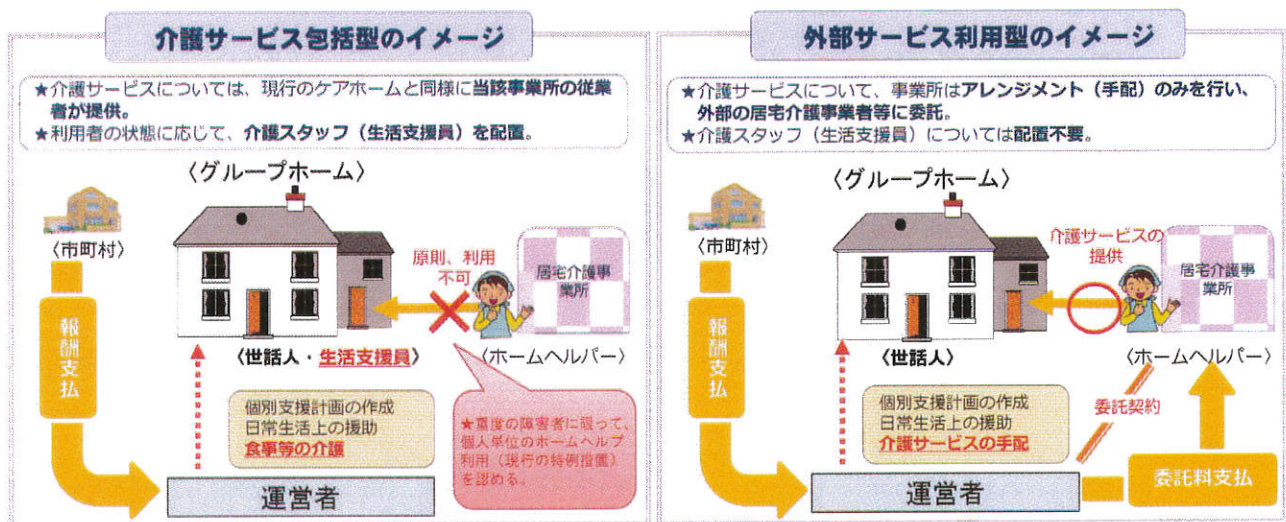 介護サービス包括型のイメージ
★介護サービスについては、現行のケアホームと同様に当該事業所の従業
者が提供。
★利用者の状態に応じて、介護スタッフ（生活支援員）を配置。
〈グループホーム〉
〈市町村〉
原則、利用
不可
居宅介護事
業所
報酬支払
〈世話人・生活支援員〉
〈ホームヘルパー〉
個別支援計画の作成
日常生活上の援助
食事等の介護
★重度の障害者に限って、
個人単位のホームヘルプ
利用（現行の特例措置）
を認める。
運営者
外部サービス利用型のイメージ
★介護サービスについて、事業所はアレンジメント（手配）のみを行い、
外部の居宅介護事業者等に委託。
★介護スタッフ（生活支援員）については配置不要。
〈グループホーム〉
〈市町村〉
介護サービスの
提供
居宅介護事
業所
報酬支払
〈世話人〉
〈ホームヘルパー〉
個別支援計画の作成
日常生活上の援助
介護サービスの手配
委託契約
運営者
委託料支払